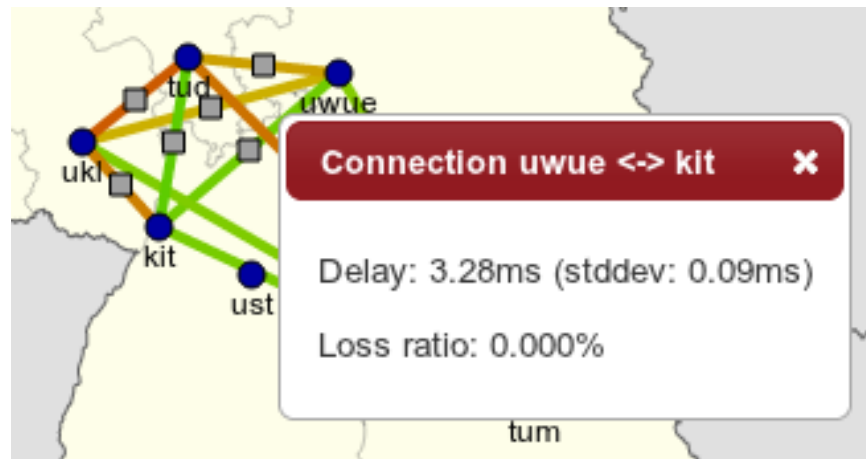 tud
uwue
ukl
kit
ust
Connection uwue <-> kit ×
Delay: 3.28ms (stddev: 0.09ms)
Loss ratio: 0.000%
tum